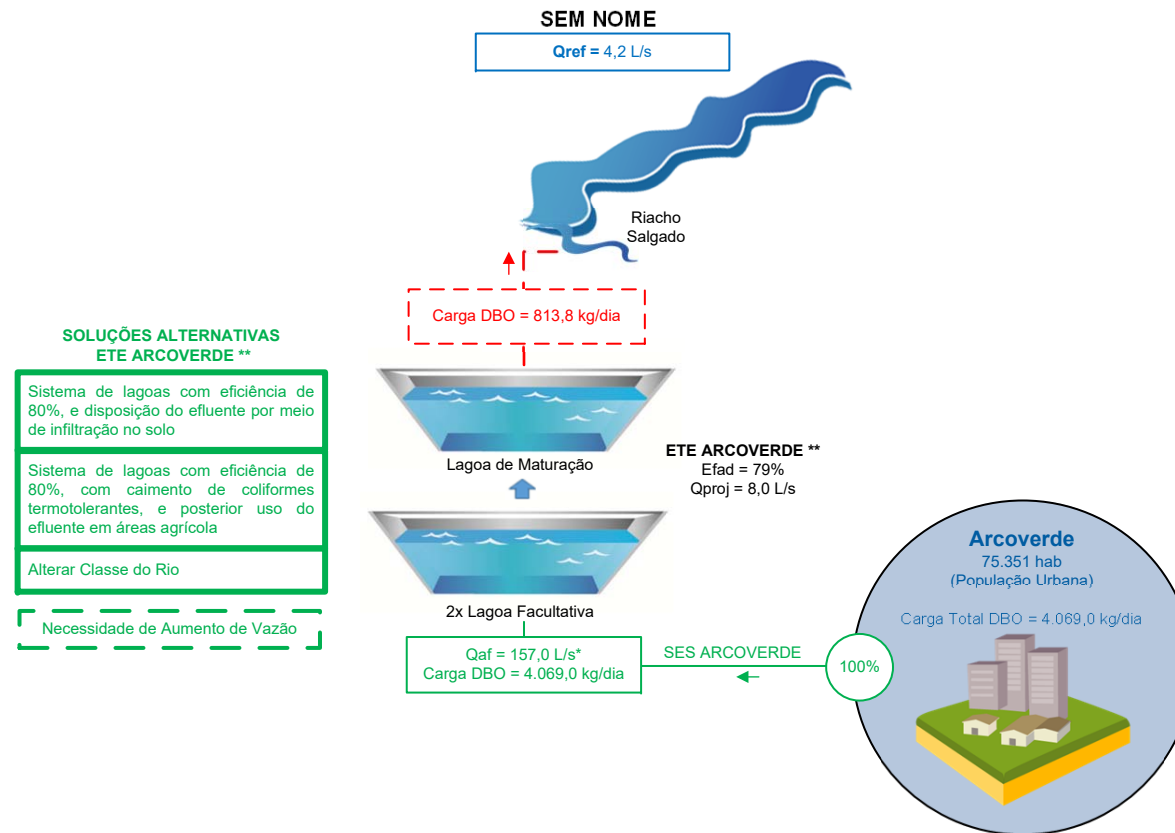 SEM NOME
Qref = 4,2 L/s
Riacho
Salgado
Carga DBO = 813,8 kg/dia
SOLUÇÕES ALTERNATIVAS
ETE ARCOVERDE **
Sistema de lagoas com eficiência de
80%, e disposição do efluente por meio
de infiltração no solo
Sistema de lagoas com eficiência de
80%, com caimento de coliformes
termotolerantes, e posterior uso do
efluente em áreas agrícola
Alterar Classe do Rio
Necessidade de Aumento de Vazão
Lagoa de Maturação
ETE ARCOVERDE **
Efad = 79%
Qproj = 8,0 L/s
2x Lagoa Facultativa
Qaf = 157,0 L/s*
Carga DBO = 4.069,0 kg/dia
SES ARCOVERDE
100%
Arcoverde
75.351 hab
(População Urbana)
Carga Total DBO = 4.069,0 kg/dia